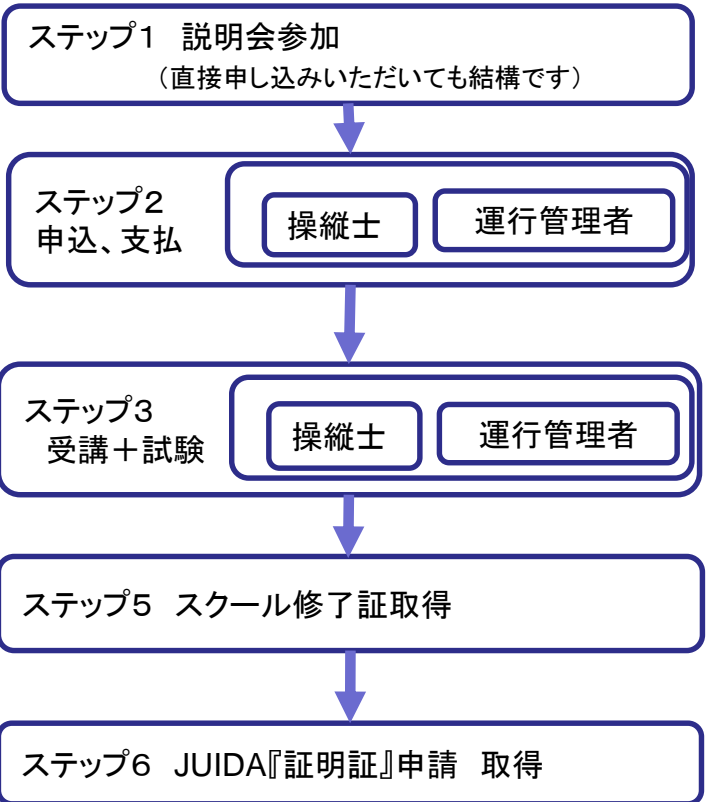 ステップ１　説明会参加
（直接申し込みいただいても結構です）
ステップ２
申込、支払
操縦士
運行管理者
ステップ３
受講＋試験
操縦士
運行管理者
ステップ５　スクール修了証取得
ステップ６　JUIDA『証明証』申請　取得